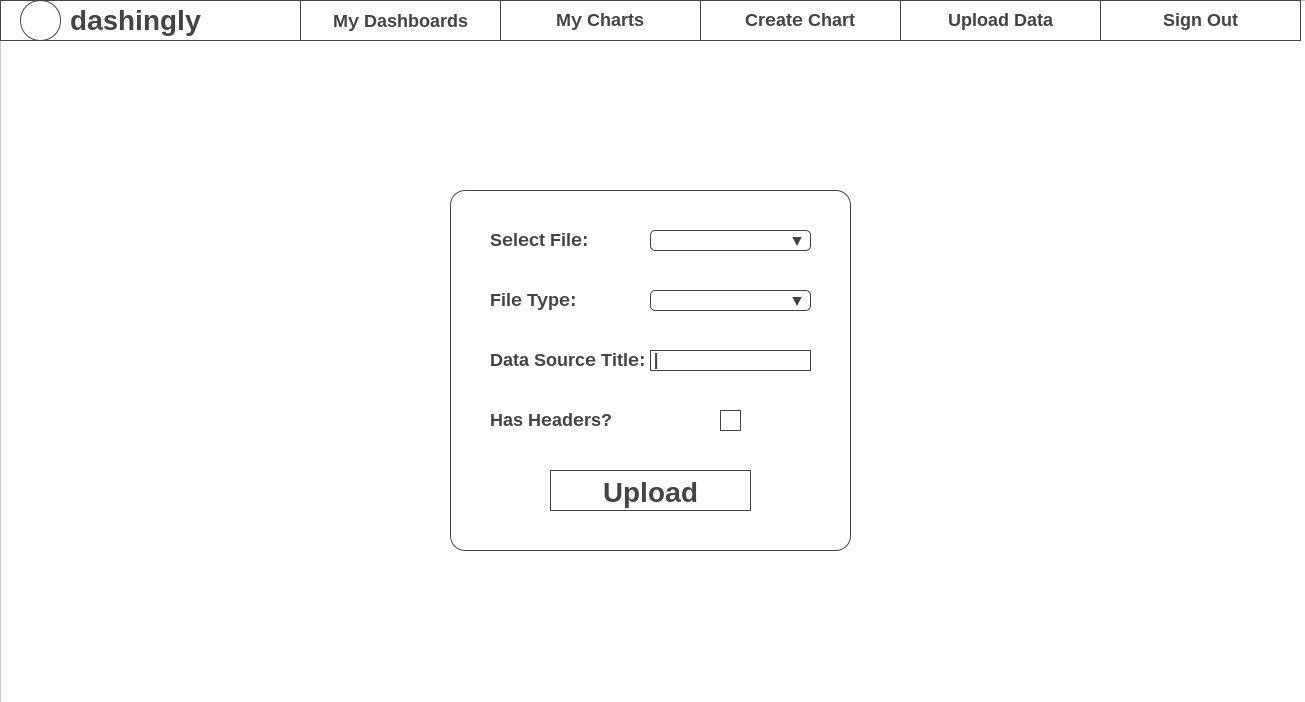 dashingly
My Dashboards
My Charts
Create Chart
Upload Data
Sign Out
Select File:
File Type:
Data Source Title:
Has Headers?
Upload